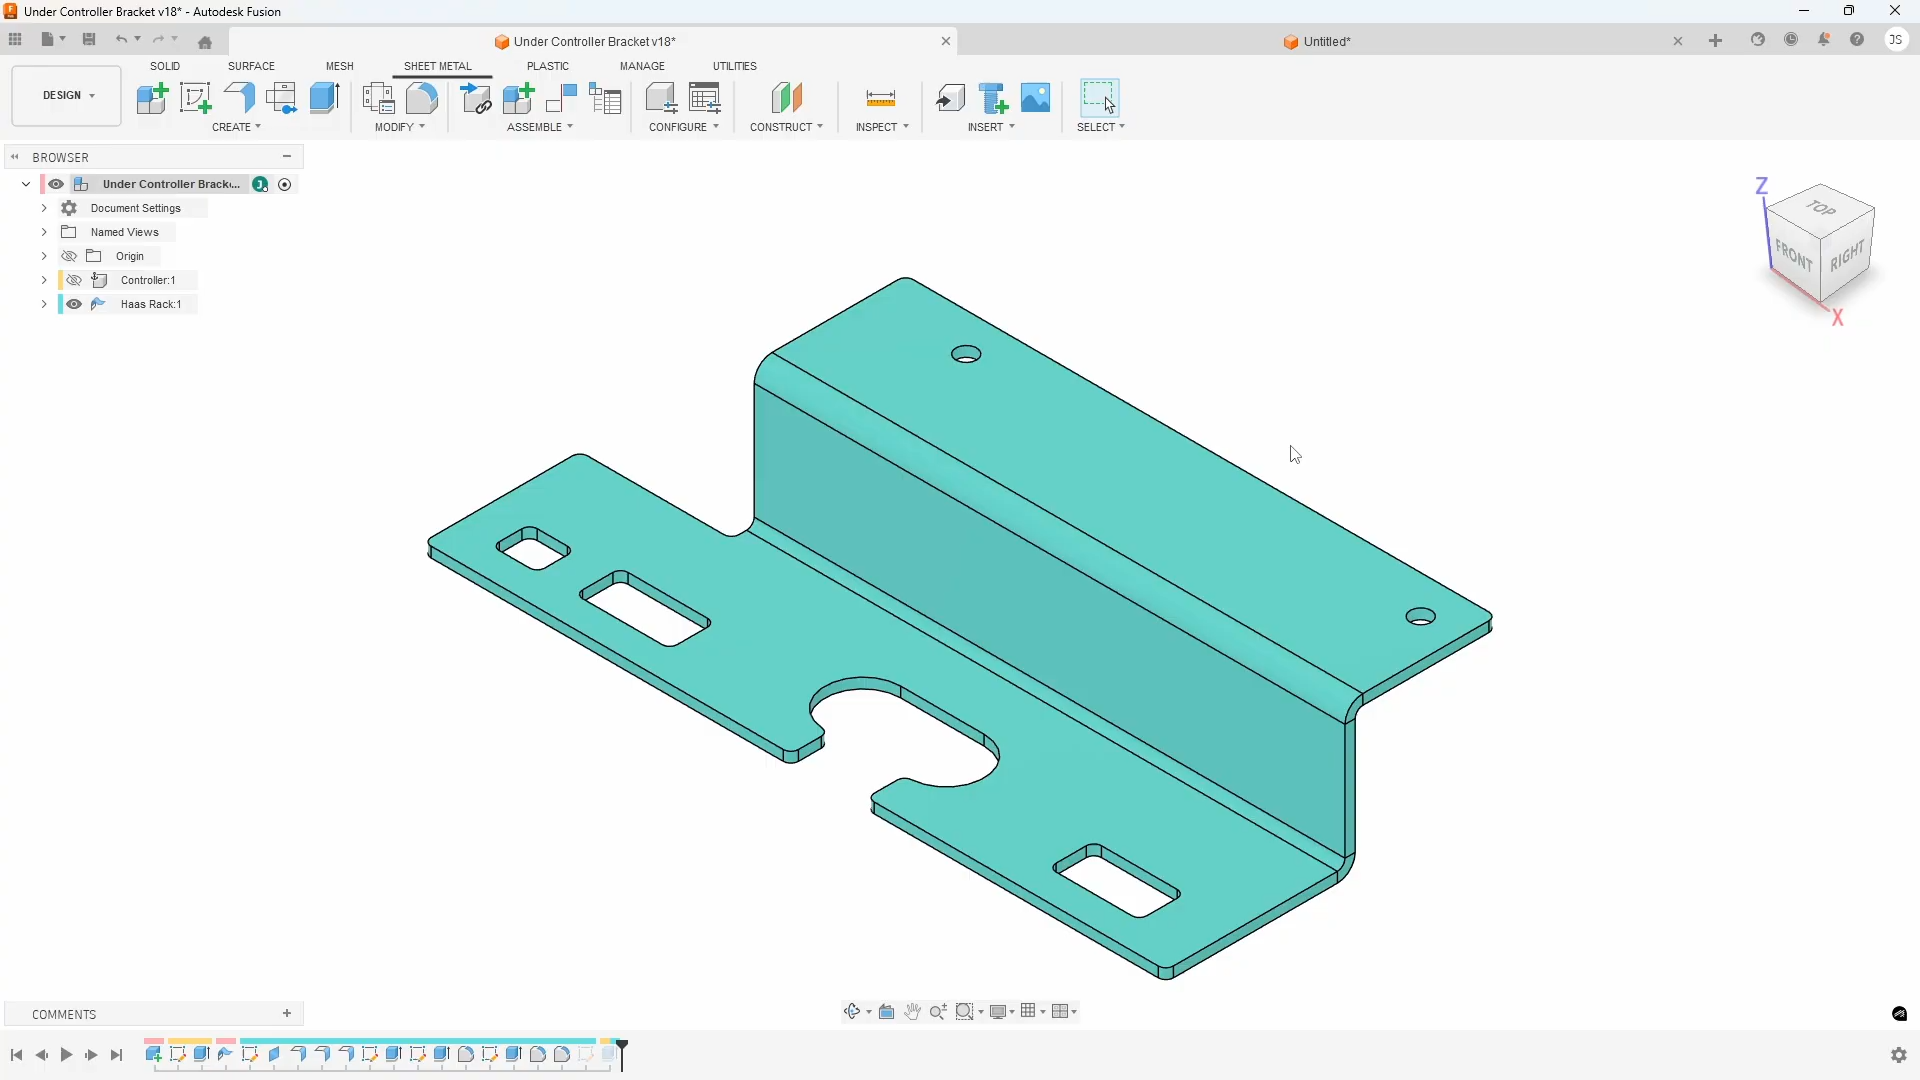 Under Controller Bracket v18* - Autodesk Fusion
Under Controller Bracket v18*
Untitled*
JS
DESIGN
SOLID
SURFACE
MESH
SHEET METAL
PLASTIC
MANAGE
UTILITIES
CREATE
MODIFY
ASSEMBLE
CONFIGURE
CONSTRUCT
INSPECT
INSERT
SELECT
BROWSER
Under Controller Brack...
Document Settings
Named Views
Origin
Controller:1
Haas Rack:1
Z
TOP
FRONT
RIGHT
X
COMMENTS